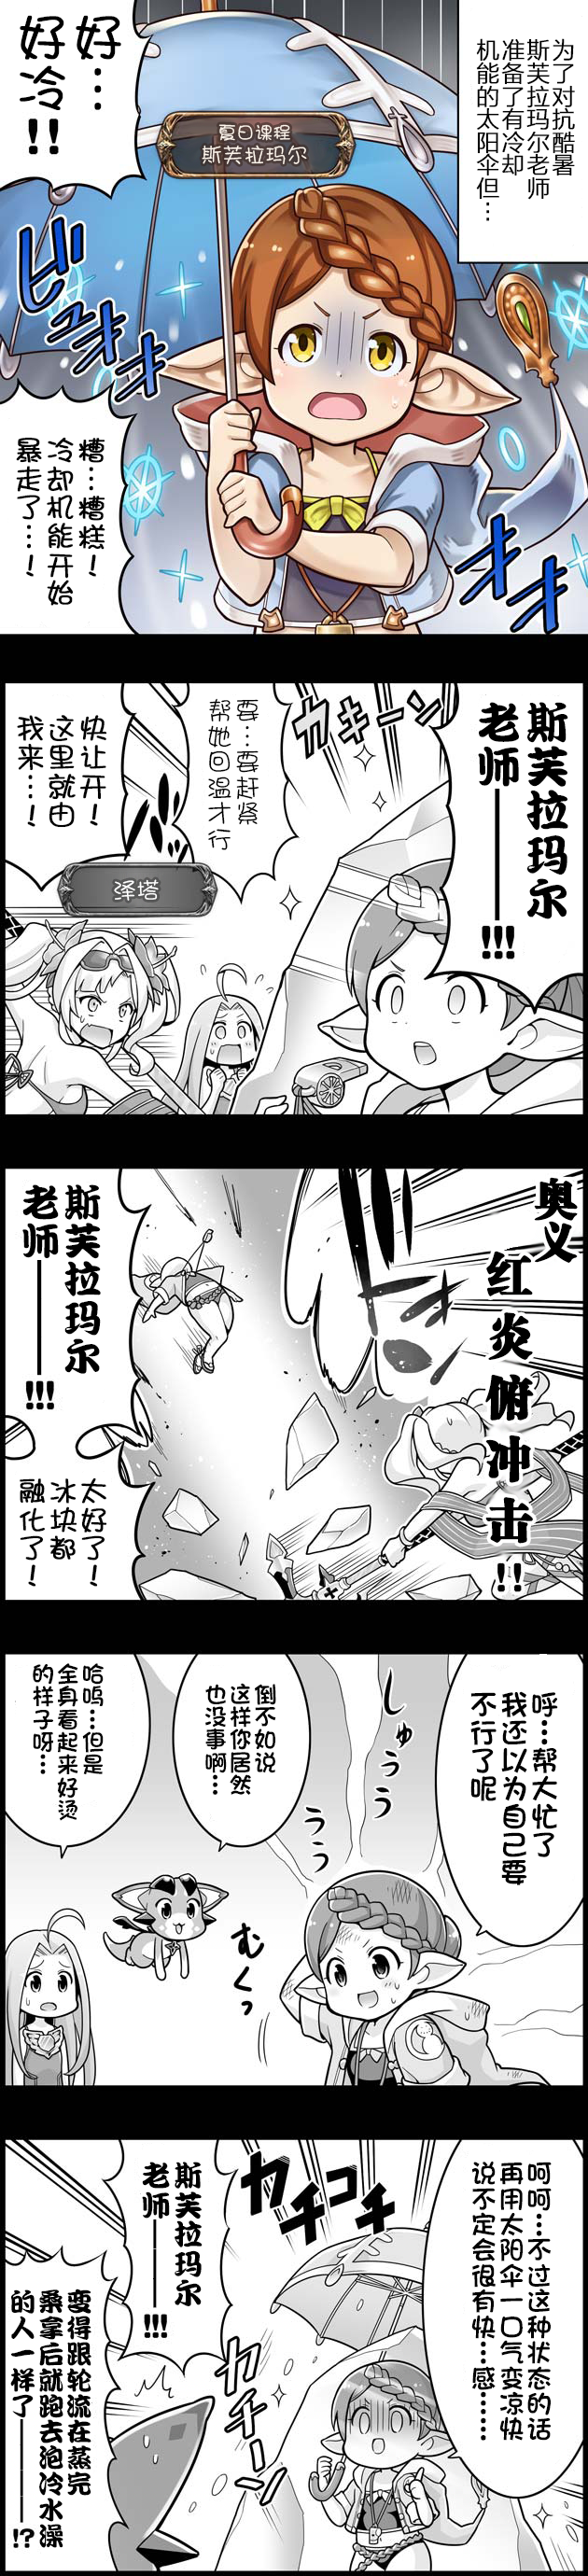 为了对抗酷暑
斯芙拉玛尔老师
准备了有冷却
机能的太阳伞但…
好…
好冷!!
夏日课程
斯芙拉玛尔
ビュオオオ
オオ
糟…糟糕！
冷却机能开始
暴走了…！
斯芙拉玛尔
老师——!!!
カキーン
要…要赶紧
帮她回温才行
快让开！
这里就由
我来…！
泽塔
奥义
红炎俯冲击!!
斯芙拉玛尔
老师——!!!
太好了！
冰块都
融化了！
呼…帮大忙了
我还以为自己要
不行了呢
しゅうぅ
うぅ
倒不如说
这样你居然
也没事啊…
哈呜…但是
全身看起来好烫
的样子呀…
むくっ
呵呵…不过这种状态的话
再用太阳伞一口气变凉快
说不定会很有快…感……
カチコチ
斯芙拉玛尔
老师——!!!
カチーン
变得跟轮流在蒸完
桑拿后就跑去泡冷水澡
的人一样了——!?